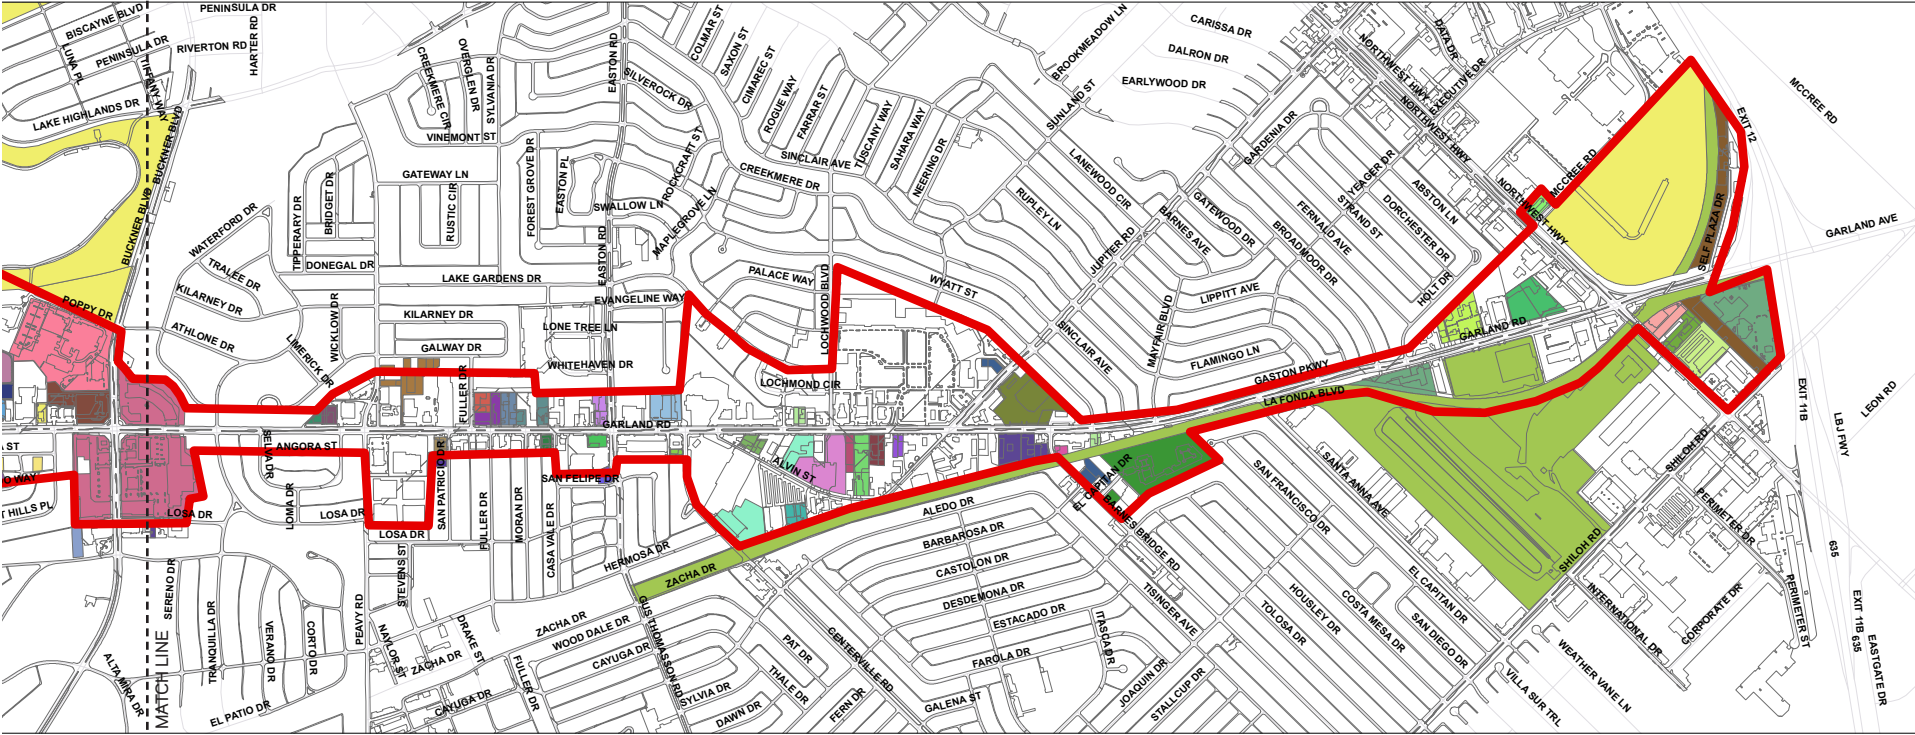 BISCAYNE BLVD
PENINSULA DR
LUNA PL
PENINSULA DR
TIFFANY WAY
RIVERTON RD
HARTER RD
LAKE HIGHLANDS DR
BUCKNER BLVD
BUCKNER BLVD
POPPY DR
WATERFORD DR
TRALEE DR
KILARNEY DR
ATHLONE DR
LIMERICK DR
WICKLOW DR
TIPPERARY DR
BRIDGET DR
DONEGAL DR
CREEKMERE CIR
OVERGLEN DR
SYLVANIA DR
VINEMONT ST
GATEWAY LN
RUSTIC CIR
FOREST GROVE DR
EASTON PL
EASTON RD
EASTON RD
SWALLOW LN
MAPLEGROVE LN
ROCKCRAFT ST
LAKE GARDENS DR
EVANGELINE WAY
KILARNEY DR
LONE TREE LN
GALWAY DR
WHITEHAVEN DR
FULLER DR
SILVEROCK DR
COLMAR ST
SAXON ST
CIMAREC ST
ROGUE WAY
FARRAR ST
TUSCANY WAY
SAHARA WAY
NEERING DR
SINCLAIR AVE
CREEKMERE DR
PALACE WAY
LOCHWOOD BLVD
LOCHMOND CIR
WYATT ST
BROOKMEADOW LN
SUNLAND ST
CARISSA DR
DALRON DR
EARLYWOOD DR
LANEWOOD CIR
RUPLEY LN
JUPITER RD
BARNES AVE
GATEWOOD DR
GARDENIA DR
BROADMOOR DR
FERNALD AVE
STRAND ST
YEAGER DR
DORCHESTER DR
ABSTON LN
HOLT DR
LIPPITT AVE
MAYFAIR BLVD
SINCLAIR AVE
FLAMINGO LN
GASTON PKWY
LA FONDA BLVD
GARLAND RD
NORTHWEST HWY
NORTHWEST HWY
NORTHWEST HWY
DATA DR
EXECUTIVE DR
MCCREE RD
MCCREE RD
EXIT 12
SELF PLAZA DR
GARLAND AVE
EXIT 11B
LBJ FWY
LEON RD
SHILOH RD
SHILOH RD
PERIMETER DR
PERIMETER ST
INTERNATIONAL DR
CORPORATE DR
635
EXIT 11B
635
EASTGATE DR
WEATHER VANE LN
VILLA SUR TRL
A ST
O WAY
T HILLS PL
GARLAND RD
ANGORA ST
SELVA DR
LOMA DR
LOSA DR
LOSA DR
LOSA DR
SAN PATRICIO DR
FULLER DR
MORAN DR
CASA VALE DR
SAN FELIPE DR
HERMOSA DR
ZACHA DR
ALVIN ST
ALEDO DR
BARBAROSA DR
CASTOLON DR
DESDEMONA DR
ESTACADO DR
FAROLA DR
GALENA ST
ITASCA DR
EL CAPITAN DR
BARNES BRIDGE RD
TISINGER AVE
JOAQUIN DR
STALLCUP DR
SAN FRANCISCO DR
SANTA ANNA AVE
TOLOSA DR
HOUSLEY DR
COSTA MESA DR
EL CAPITAN DR
SAN DIEGO DR
MATCH LINE
SERENO DR
ALTA MIRA DR
TRANQUILLA DR
VERANO DR
CORTO DR
EL PATIO DR
PEAVY RD
STEVENS ST
NAYLOR ST
DRAKE ST
ZACHA DR
CAYUGA DR
FULLER DR
ZACHA DR
WOOD DALE DR
CAYUGA DR
GUS THOMASSON RD
SYLVIA DR
DAWN DR
PAT DR
THALE DR
FERN DR
CENTERVILLE RD